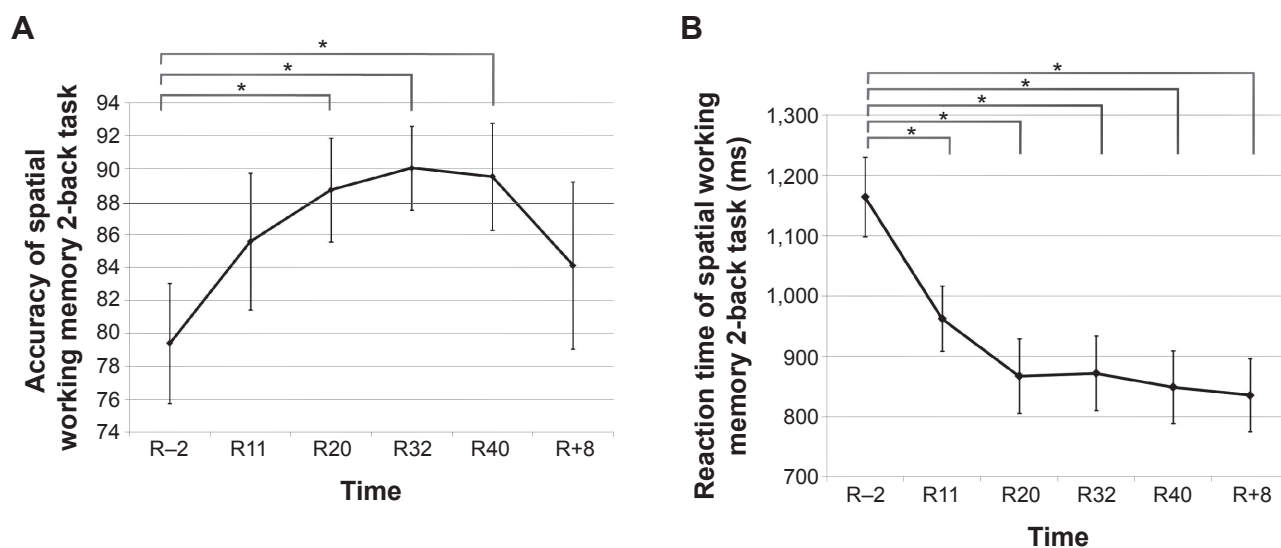 A
*
*
*
Accuracy of spatial
working memory 2-back task
94
92
90
88
86
84
82
80
78
76
74
R–2 R11 R20 R32 R40 R+8
Time
B
*
*
*
*
*
Reaction time of spatial working
memory 2-back task (ms)
1,300
1,200
1,100
1,000
900
800
700
R–2 R11 R20 R32 R40 R+8
Time